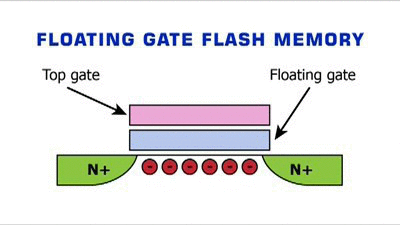 FLOATING GATE FLASH MEMORY
Top gate
Floating gate
N+
N+